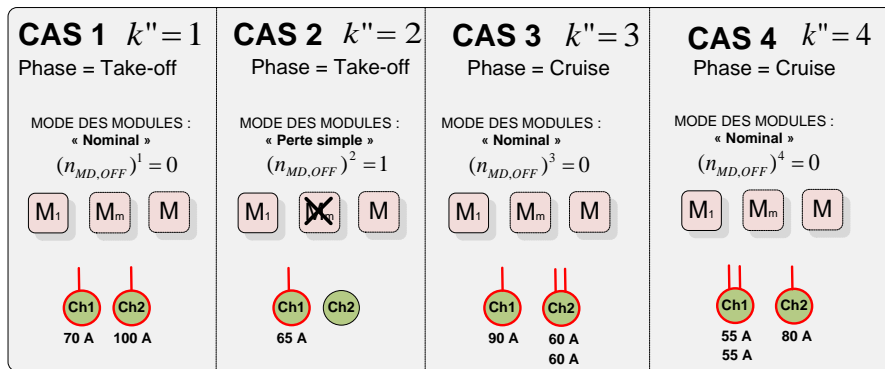 CAS 1 k''=1
Phase = Take-off
MODE DES MODULES :
« Nominal »
(n_MD,OFF)^1 = 0
M1 Mm M
Ch1 Ch2
70 A 100 A
CAS 2 k''=2
Phase = Take-off
MODE DES MODULES :
« Perte simple »
(n_MD,OFF)^2 = 1
M1 Mm M
Ch1 Ch2
65 A
CAS 3 k''=3
Phase = Cruise
MODE DES MODULES :
« Nominal »
(n_MD,OFF)^3 = 0
M1 Mm M
Ch1 Ch2
90 A 60 A
60 A
CAS 4 k''=4
Phase = Cruise
MODE DES MODULES :
« Nominal »
(n_MD,OFF)^4 = 0
M1 Mm M
Ch1 Ch2
55 A 80 A
55 A